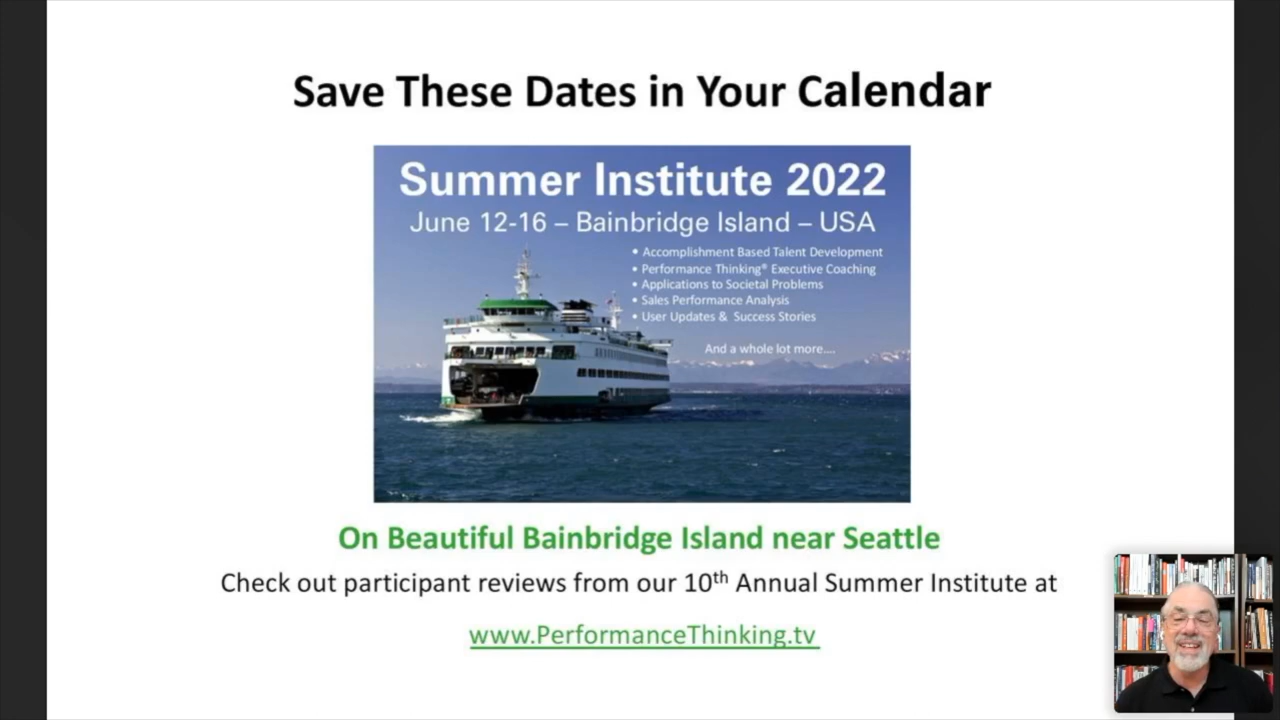 Save These Dates in Your Calendar
Summer Institute 2022
June 12-16 – Bainbridge Island – USA
• Accomplishment Based Talent Development
• Performance Thinking® Executive Coaching
• Applications to Societal Problems
• Sales Performance Analysis
• User Updates & Success Stories
And a whole lot more....
On Beautiful Bainbridge Island near Seattle
Check out participant reviews from our 10th Annual Summer Institute at
www.PerformanceThinking.tv